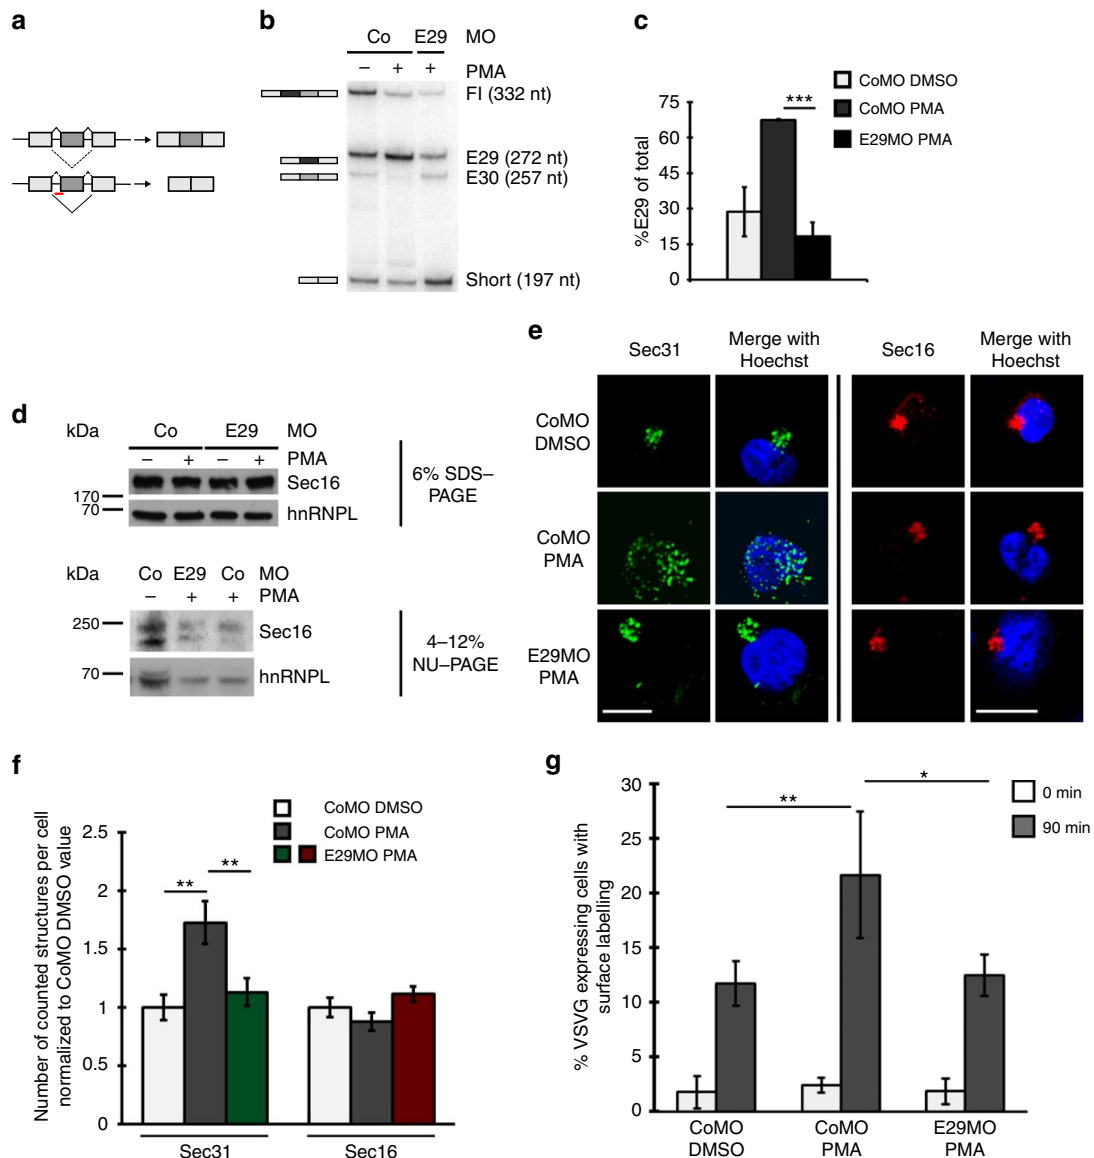 a
b
Co E29 MO
− + + PMA
FI (332 nt)
E29 (272 nt)
E30 (257 nt)
Short (197 nt)
c
CoMO DMSO
CoMO PMA
E29MO PMA
***
%E29 of total
75
60
45
30
15
0
d
kDa Co E29 MO
− + − + PMA
Sec16
170
70
hnRNPL
6% SDS–
PAGE
kDa Co E29 Co MO
− + + PMA
250
Sec16
70
hnRNPL
4–12%
NU–PAGE
e
Sec31
Merge with
Hoechst
Sec16
Merge with
Hoechst
CoMO
DMSO
CoMO
PMA
E29MO
PMA
f
Number of counted structures per cell
normalized to CoMO DMSO value
CoMO DMSO
CoMO PMA
E29MO PMA
2.5
2
1.5
1
0.5
0
**
**
Sec31
Sec16
g
% VSVG expressing cells with
surface labelling
30
25
20
15
10
5
0
**
*
0 min
90 min
CoMO
DMSO
CoMO
PMA
E29MO
PMA